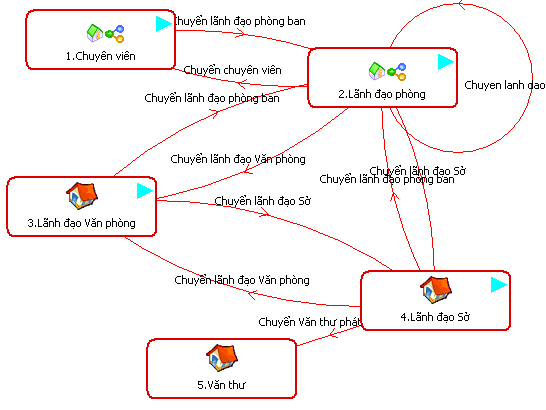 Chuyển lãnh đạo phòng ban
1.Chuyên viên
Chuyển chuyên viên
2.Lãnh đạo phòng
Chuyen lanh dao
Chuyển lãnh đạo phòng ban
Chuyển lãnh đạo Văn phòng
Chuyển lãnh đạo Sở
Chuyển lãnh đạo phòng ban
Chuyển lãnh đạo Sở
3.Lãnh đạo Văn phòng
Chuyển lãnh đạo Văn phòng
4.Lãnh đạo Sở
Chuyển Văn thư phát
5.Văn thư